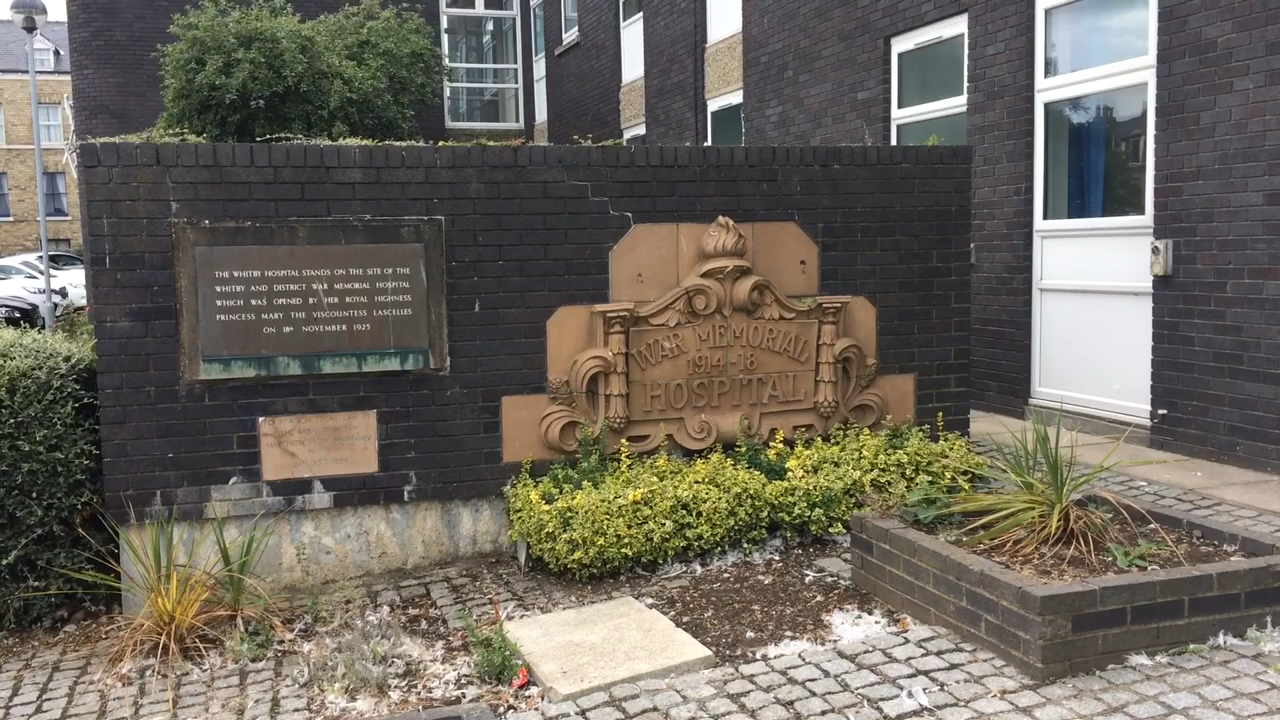 THE WHITBY HOSPITAL STANDS ON THE SITE OF THE
WHITBY AND DISTRICT WAR MEMORIAL HOSPITAL
WHICH WAS OPENED BY HER ROYAL HIGHNESS
PRINCESS MARY THE VISCOUNTESS LASCELLES
ON 18th NOVEMBER 1925
WAR MEMORIAL
1914-18
HOSPITAL